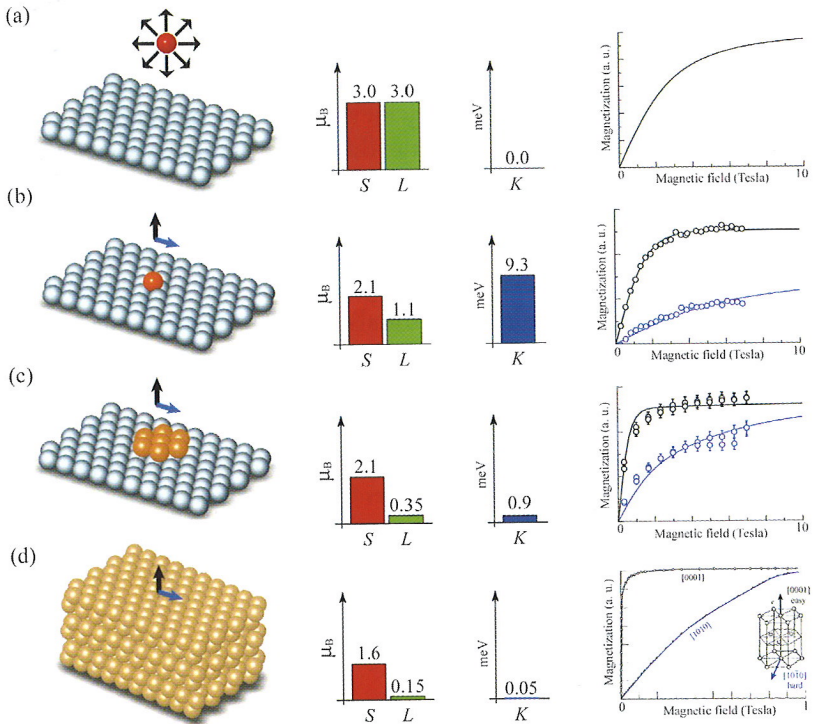 (a)
μB
3.0 3.0
S L
meV
0.0
K
Magnetization (a. u.)
0
Magnetic field (Tesla)
10
(b)
μB
2.1
1.1
S L
meV
9.3
K
Magnetization (a. u.)
0
Magnetic field (Tesla)
10
(c)
μB
2.1
0.35
S L
meV
0.9
K
Magnetization (a. u.)
0
Magnetic field (Tesla)
10
(d)
μB
1.6
0.15
S L
meV
0.05
K
Magnetization (a. u.)
[0001]
[1010]
[0001]
easy
c
[1010]
hard
0
Magnetic field (Tesla)
1